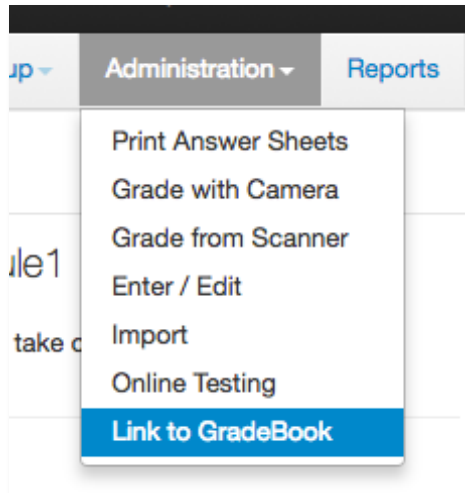 up Administration Reports
Print Answer Sheets
Grade with Camera
Grade from Scanner
ule1
Enter / Edit
take c
Import
Online Testing
Link to GradeBook